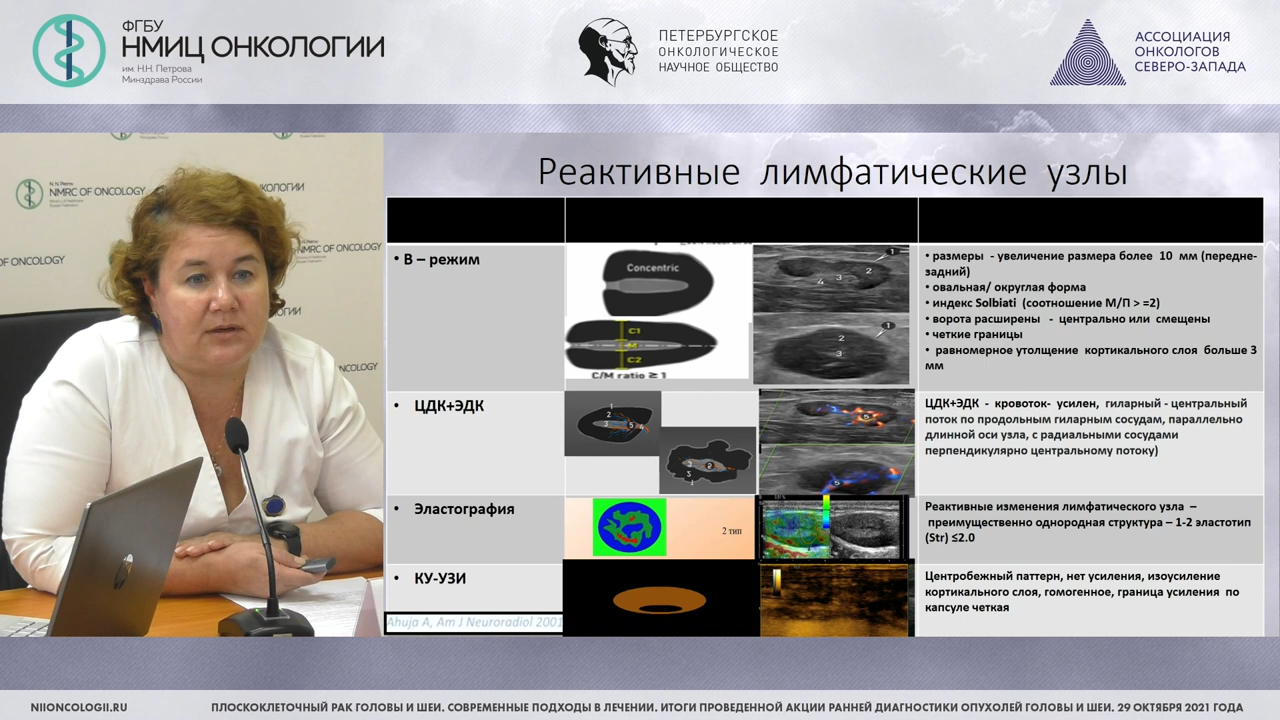 ФГБУ
НМИЦ ОНКОЛОГИИ
им. Н.Н. Петрова
Минздрава России
ПЕТЕРБУРГСКОЕ
ОНКОЛОГИЧЕСКОЕ
НАУЧНОЕ ОБЩЕСТВО
АССОЦИАЦИЯ
ОНКОЛОГОВ
СЕВЕРО-ЗАПАДА
NMRC OF ONCOLOGY
Реактивные лимфатические узлы
• В – режим
Concentric
C1
M
C2
C/M ratio ≥ 1
• размеры - увеличение размера более 10 мм (передне-
задний)
• овальная/ округлая форма
• индекс Solbiati (соотношение М/П > =2)
• ворота расширены - центрально или смещены
• четкие границы
• равномерное утолщение кортикального слоя больше 3
мм
• ЦДК+ЭДК
ЦДК+ЭДК - кровоток- усилен, гиларный - центральный
поток по продольным гиларным сосудам, параллельно
длинной оси узла, с радиальными сосудами
перпендикулярно центральному потоку)
• Эластография
2 тип
Реактивные изменения лимфатического узла –
преимущественно однородная структура – 1-2 эластотип
(Str) ≤2.0
• КУ-УЗИ
Центробежный паттерн, нет усиления, изоусиление
кортикального слоя, гомогенное, граница усиления по
капсуле четкая
Ahuja A, Am J Neuroradiol 2001
NIIONCOLOGII.RU
ПЛОСКОКЛЕТОЧНЫЙ РАК ГОЛОВЫ И ШЕИ. СОВРЕМЕННЫЕ ПОДХОДЫ В ЛЕЧЕНИИ. ИТОГИ ПРОВЕДЕННОЙ АКЦИИ РАННЕЙ ДИАГНОСТИКИ ОПУХОЛЕЙ ГОЛОВЫ И ШЕИ. 29 ОКТЯБРЯ 2021 ГОДА